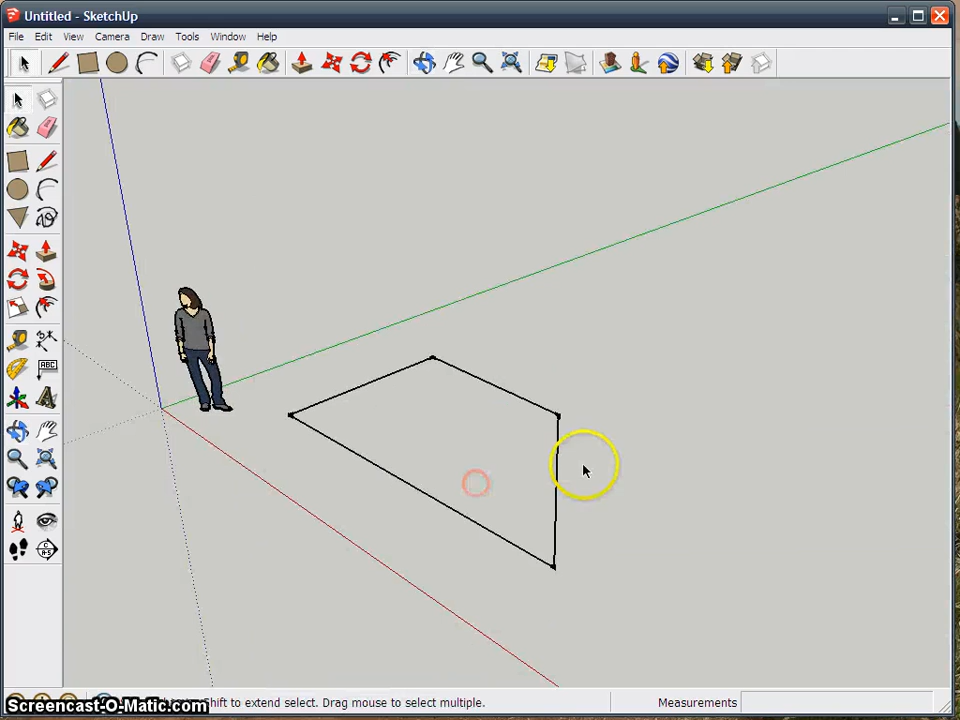 Untitled - SketchUp
File Edit View Camera Draw Tools Window Help
ABC
Shift to extend select. Drag mouse to select multiple.
Measurements
Screencast-O-Matic.com